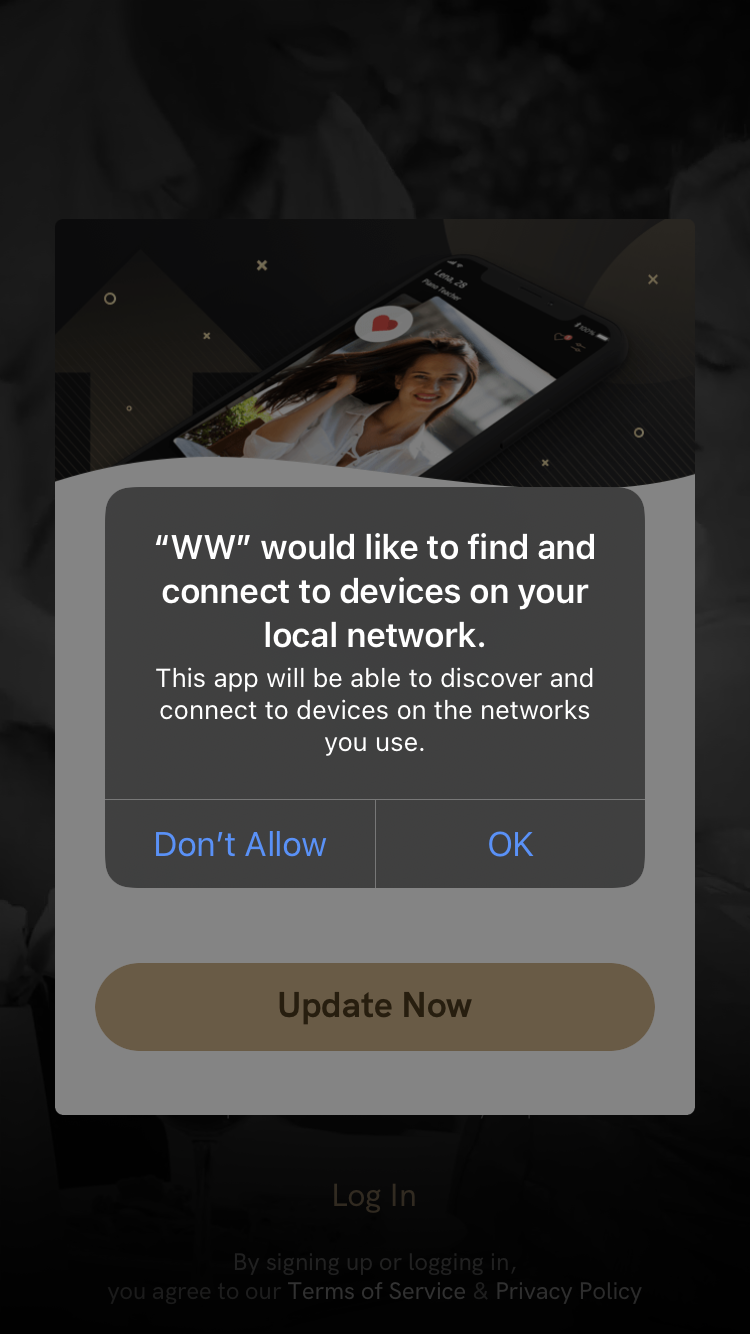 Lena, 28
Piano Teacher
100%
“WW” would like to find and
connect to devices on your
local network.
This app will be able to discover and
connect to devices on the networks
you use.
Don’t Allow
OK
Update Now
Log In
By signing up or logging in,
you agree to our Terms of Service & Privacy Policy